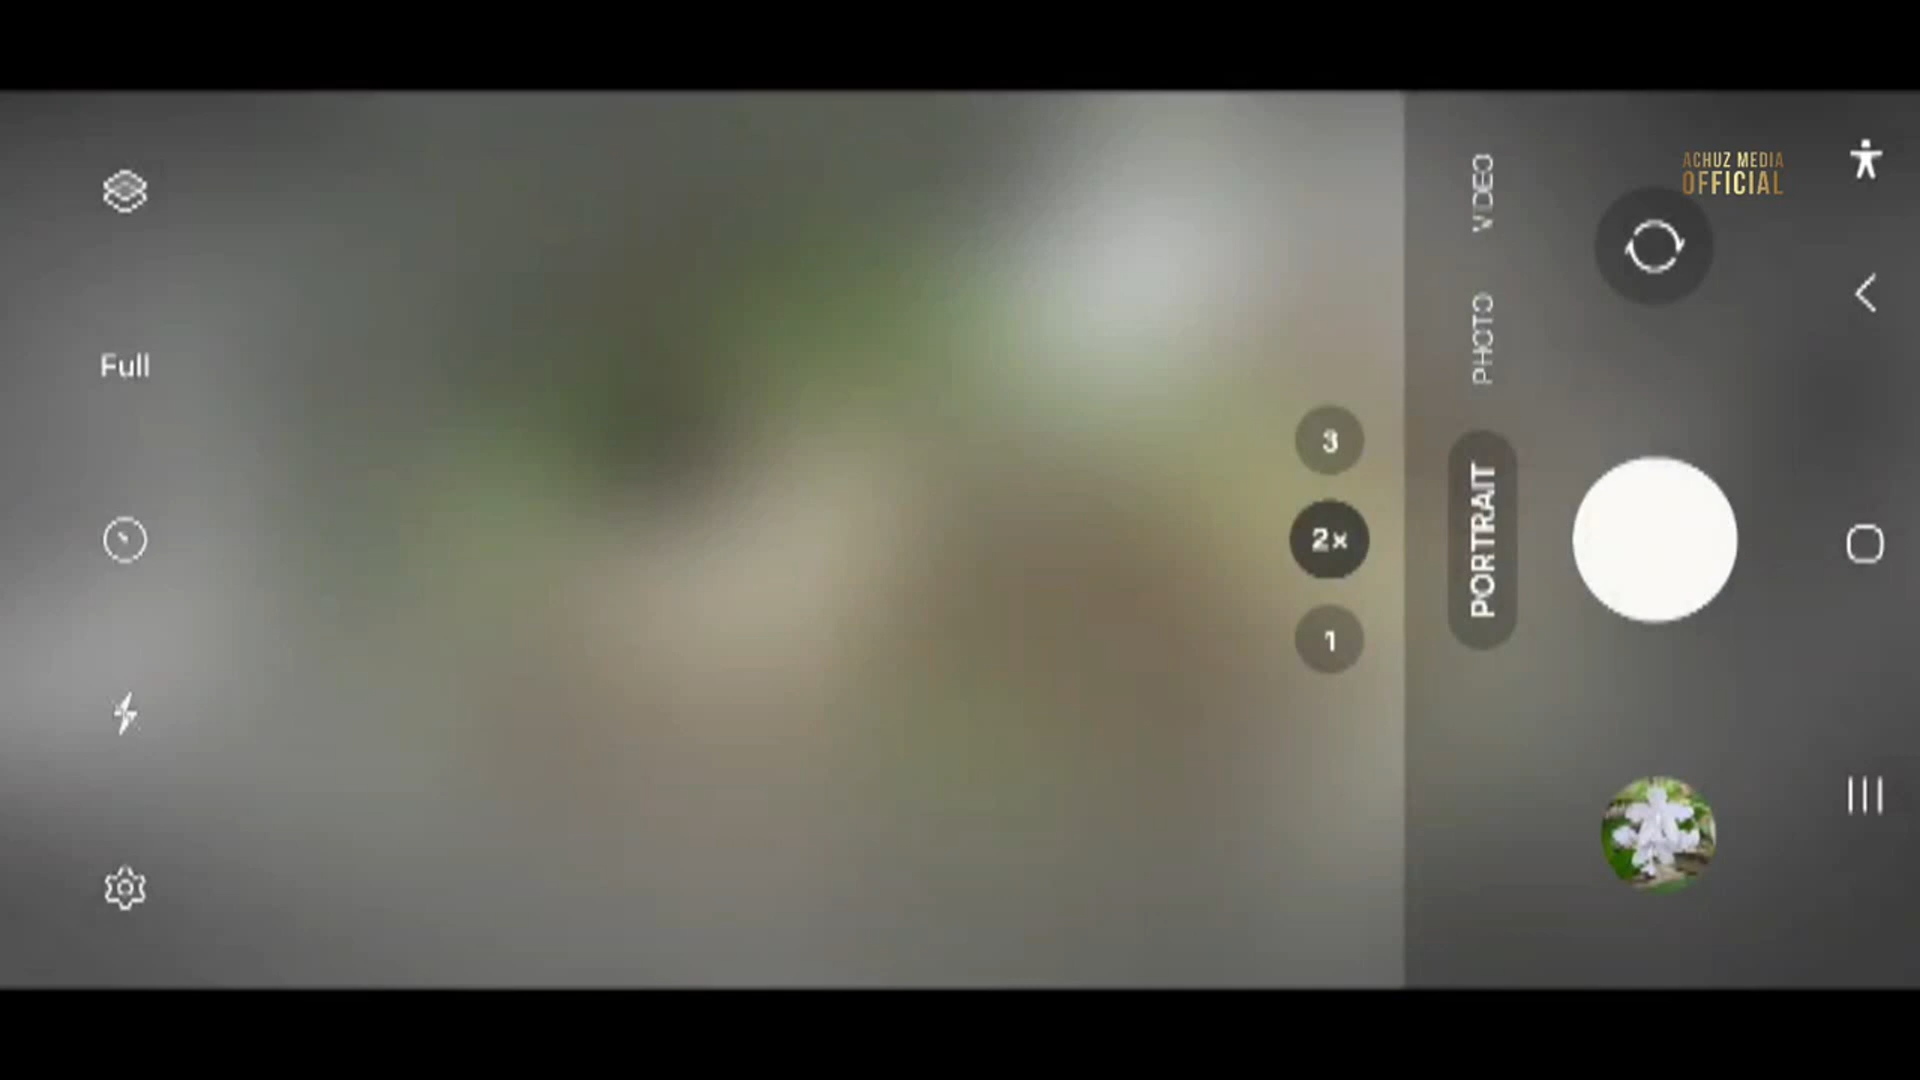 ACHUZ MEDIA
OFFICIAL
Full
3
2x
1
VIDEO
PHOTO
PORTRAIT